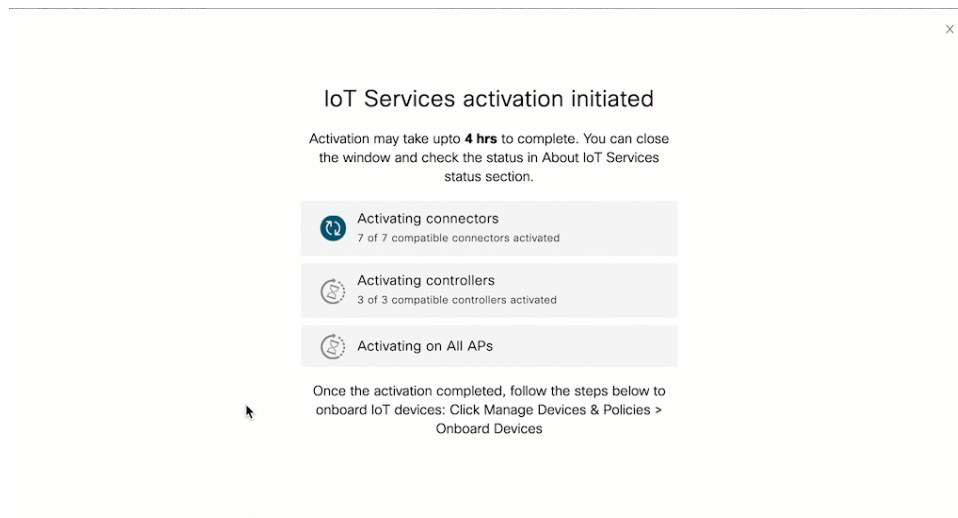 IoT Services activation initiated
Activation may take upto 4 hrs to complete. You can close
the window and check the status in About IoT Services
status section.
Activating connectors
7 of 7 compatible connectors activated
Activating controllers
3 of 3 compatible controllers activated
Activating on All APs
Once the activation completed, follow the steps below to
onboard IoT devices: Click Manage Devices & Policies >
Onboard Devices